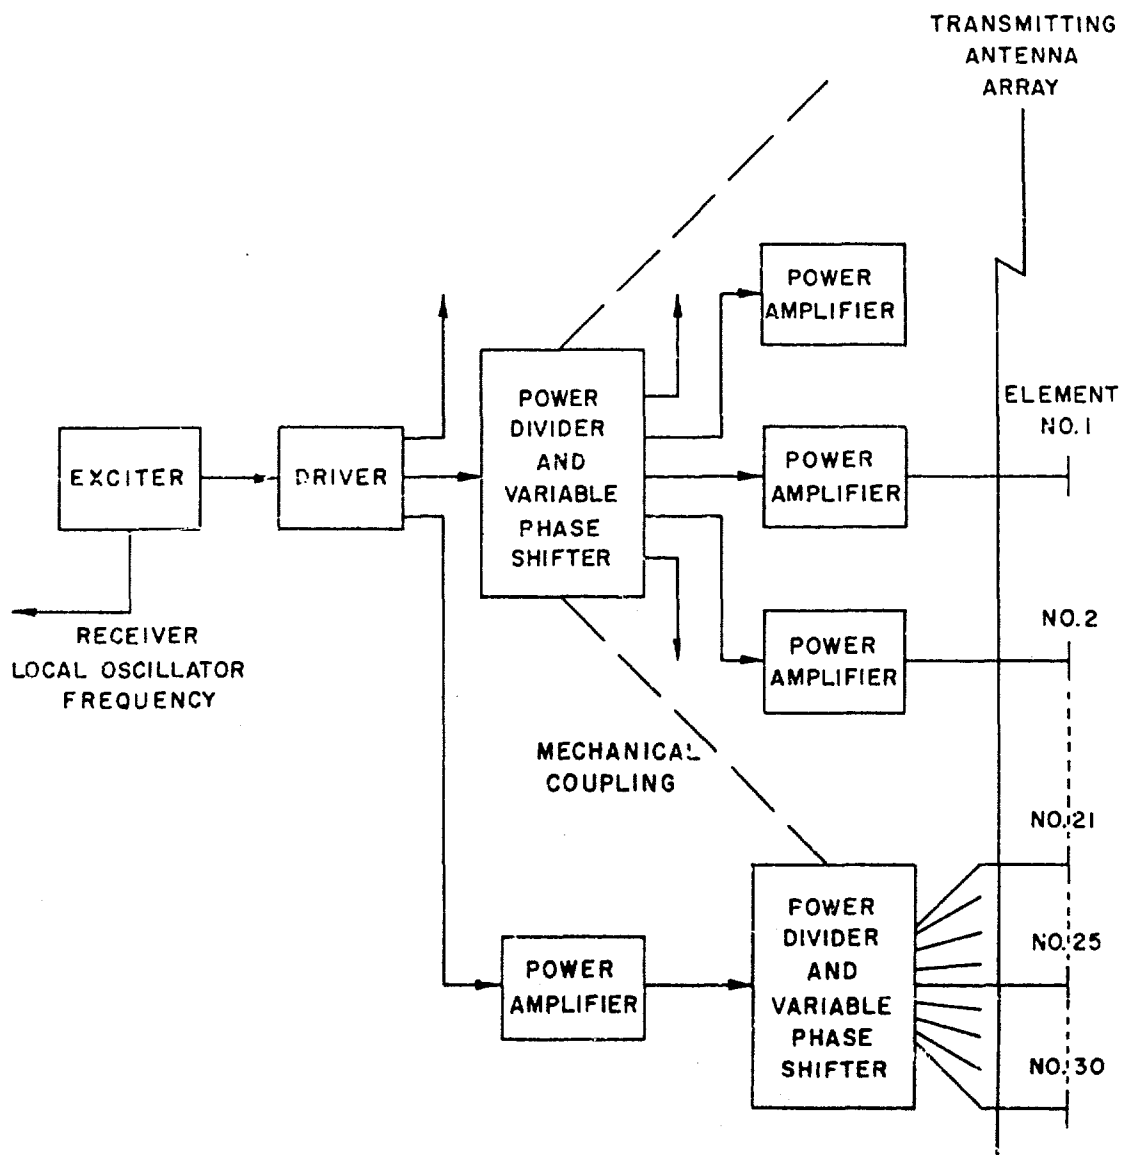 TRANSMITTING
ANTENNA
ARRAY
POWER
AMPLIFIER
POWER
DIVIDER
AND
VARIABLE
PHASE
SHIFTER
ELEMENT
NO. 1
EXCITER
DRIVER
POWER
AMPLIFIER
RECEIVER
LOCAL OSCILLATOR
FREQUENCY
NO. 2
POWER
AMPLIFIER
MECHANICAL
COUPLING
NO. 21
POWER
DIVIDER
AND
VARIABLE
PHASE
SHIFTER
NO. 25
POWER
AMPLIFIER
NO. 30